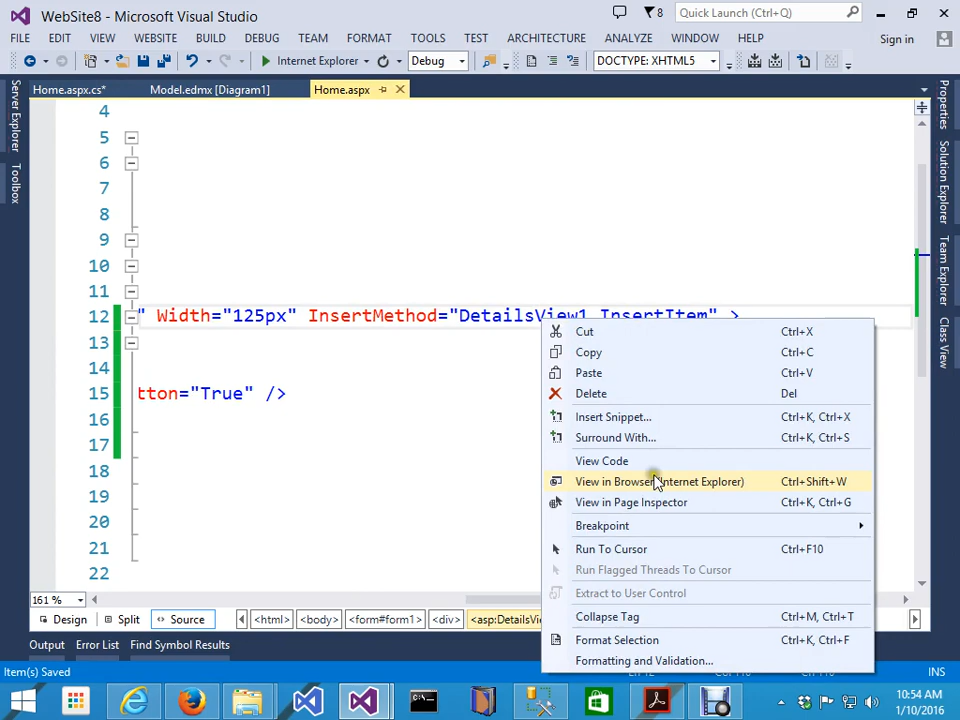 WebSite8 - Microsoft Visual Studio
8
Quick Launch (Ctrl+Q)
FILE EDIT VIEW WEBSITE BUILD DEBUG TEAM FORMAT TOOLS TEST ARCHITECTURE ANALYZE WINDOW HELP Sign in
Internet Explorer Debug DOCTYPE: XHTML5
Home.aspx.cs* Model.edmx [Diagram1] Home.aspx
Server Explorer
Toolbox
Properties
Solution Explorer
Team Explorer
Class View
4
5
6
7
8
9
10
11
12 " Width="125px" InsertMethod="DetailsView1_InsertItem" >
13
14
15 tton="True" />
16
17
18
19
20
21
22
Cut Ctrl+X
Copy Ctrl+C
Paste Ctrl+V
Delete Del
Insert Snippet... Ctrl+K, Ctrl+X
Surround With... Ctrl+K, Ctrl+S
View Code
View in Browser (Internet Explorer) Ctrl+Shift+W
View in Page Inspector Ctrl+K, Ctrl+G
Breakpoint
Run To Cursor Ctrl+F10
Run Flagged Threads To Cursor
Extract to User Control
Collapse Tag Ctrl+M, Ctrl+T
Format Selection Ctrl+K, Ctrl+F
Formatting and Validation...
161 %
Design Split Source <html> <body> <form#form1> <div> <asp:DetailsVi
Output Error List Find Symbol Results
Item(s) Saved INS
10:54 AM
1/10/2016